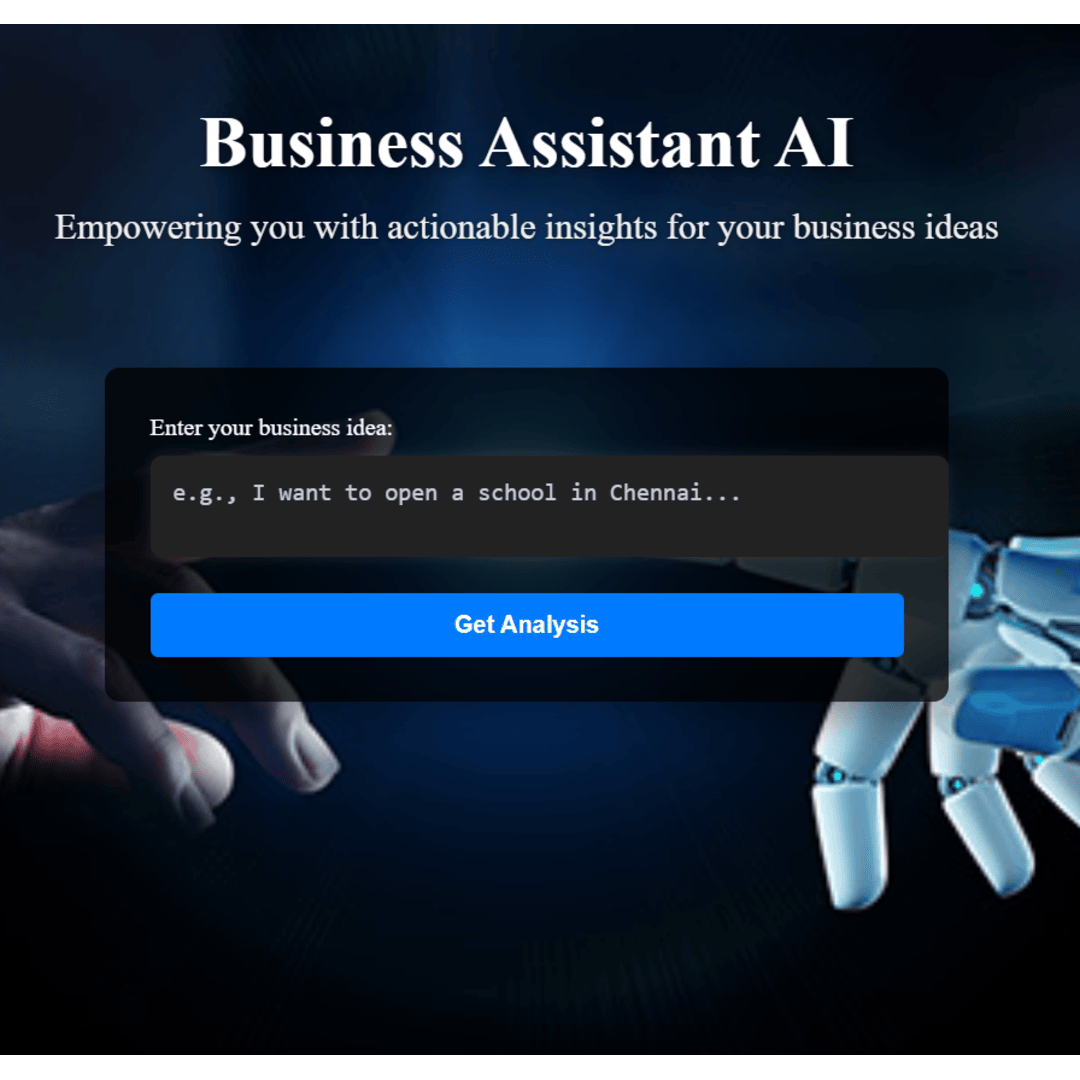 Business Assistant AI
Empowering you with actionable insights for your business ideas
Enter your business idea:
e.g., I want to open a school in Chennai...
Get Analysis